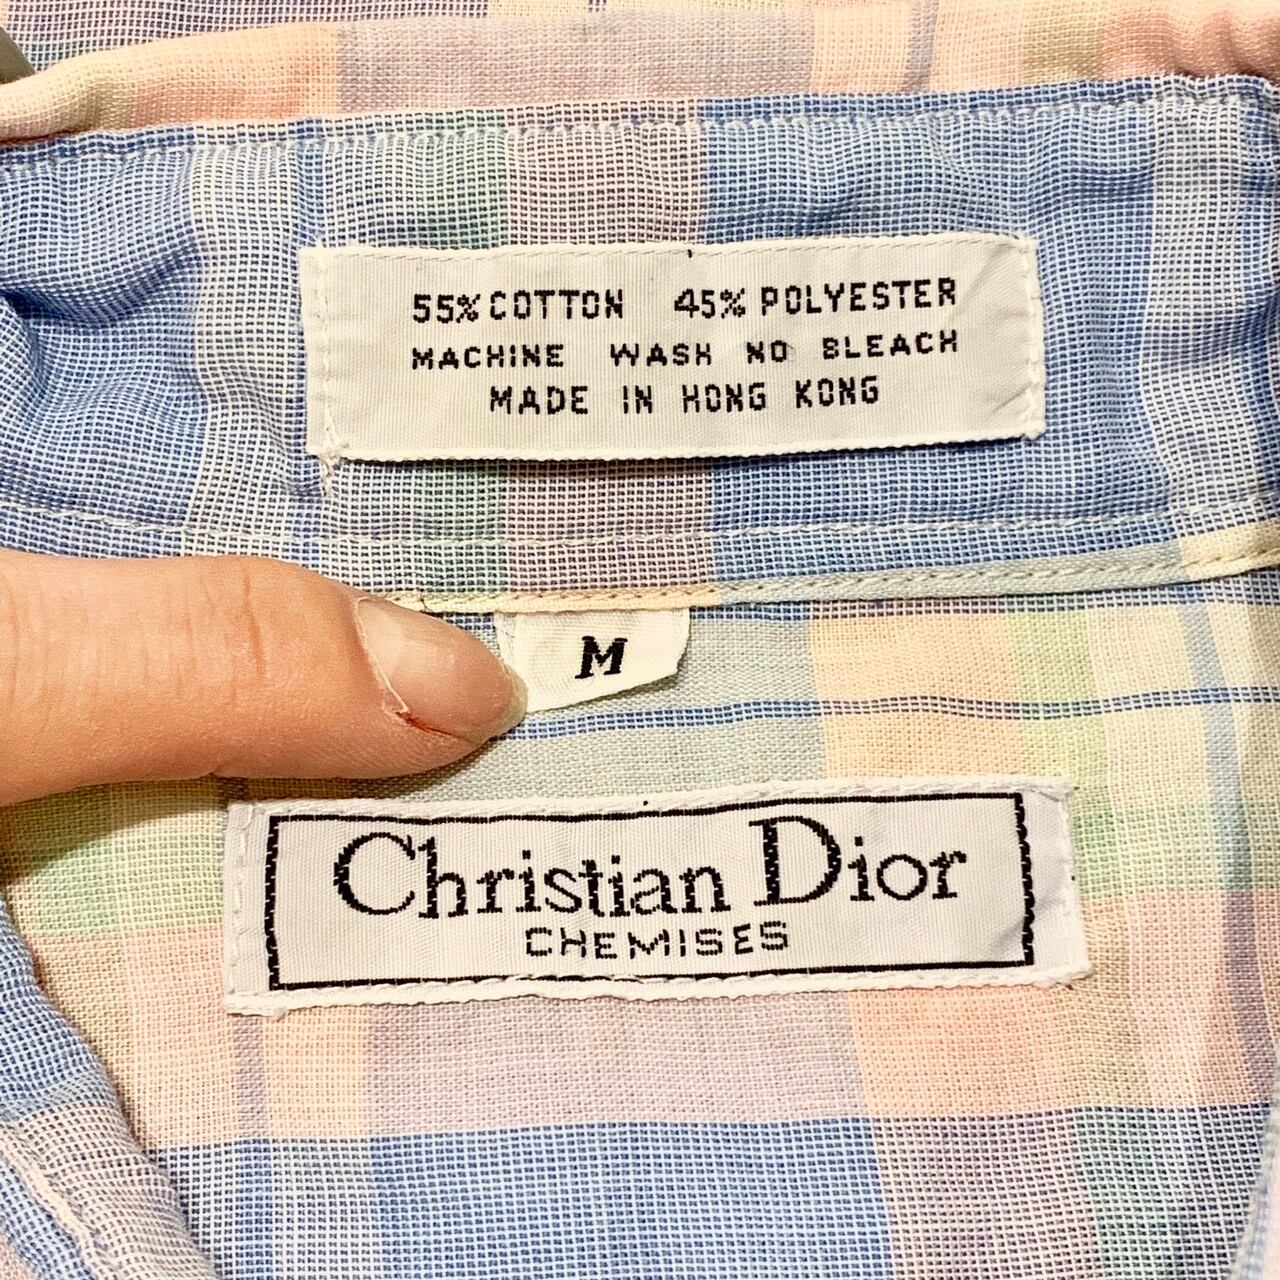 55% COTTON 45% POLYESTER
MACHINE WASH NO BLEACH
MADE IN HONG KONG
M
Christian Dior
CHEMISES